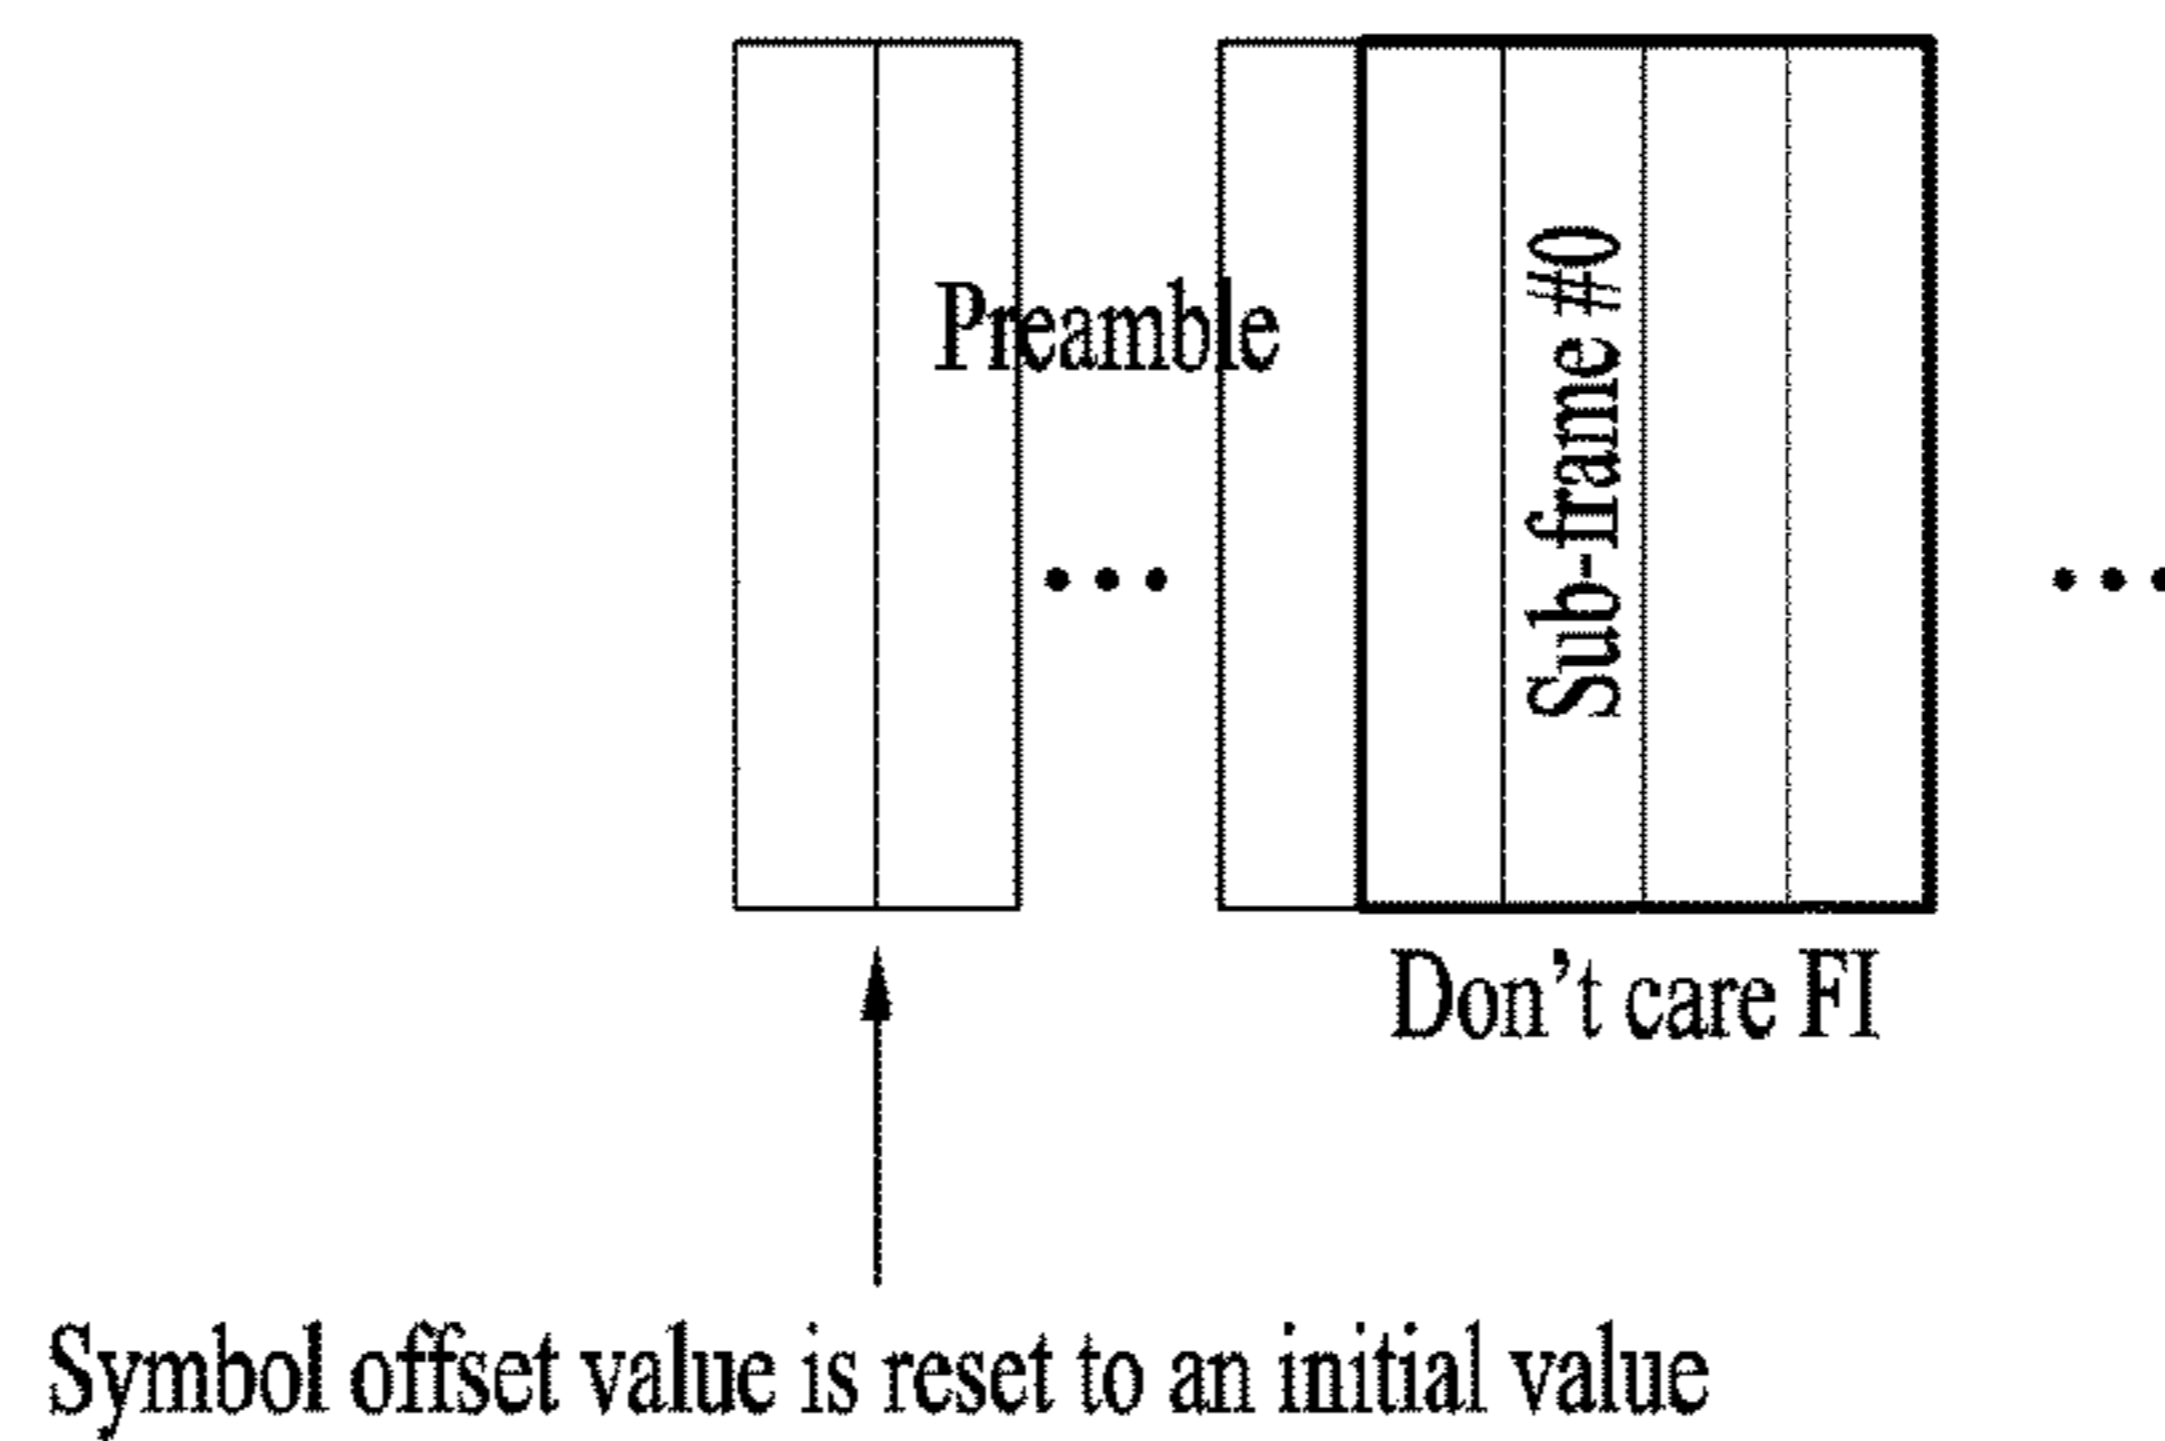 Preamble
Sub-frame #0
Don’t care FI
Symbol offset value is reset to an initial value